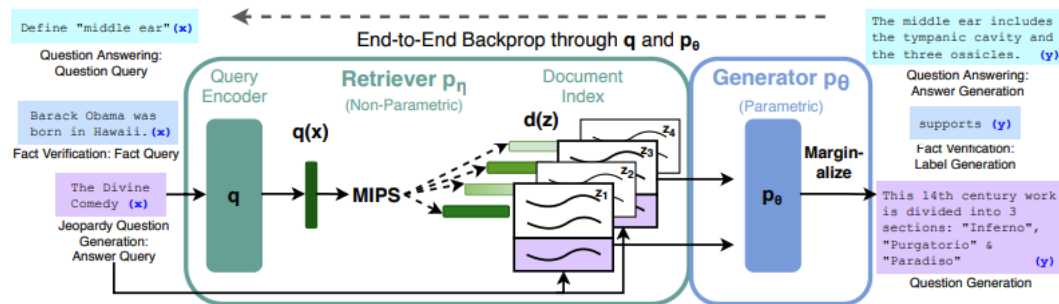 End-to-End Backprop through q and pθ
Define "middle ear" (x)
Question Answering:
Question Query
Barack Obama was
born in Hawaii. (x)
Fact Verification: Fact Query
The Divine
Comedy (x)
Jeopardy Question
Generation:
Answer Query
Query
Encoder
q
q(x)
Retriever pη
(Non-Parametric)
MIPS
Document
Index
d(z)
z4
z3
z2
z1
Generator pθ
(Parametric)
pθ
Margin-
alize
The middle ear includes
the tympanic cavity and
the three ossicles. (y)
Question Answering:
Answer Generation
supports (y)
Fact Verification:
Label Generation
This 14th century work
is divided into 3
sections: "Inferno",
"Purgatorio" &
"Paradiso" (y)
Question Generation